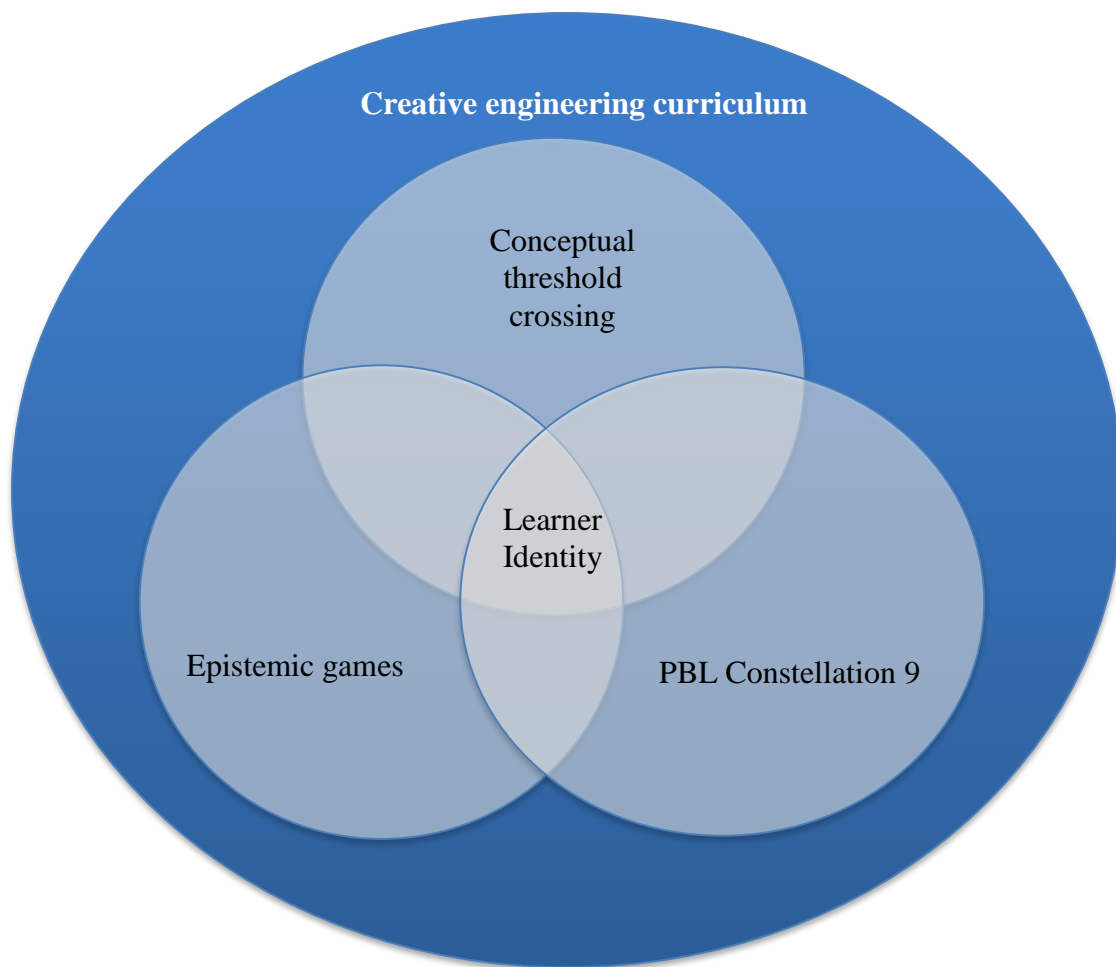 Creative engineering curriculum
Conceptual
threshold
crossing
Learner
Identity
Epistemic games
PBL Constellation 9